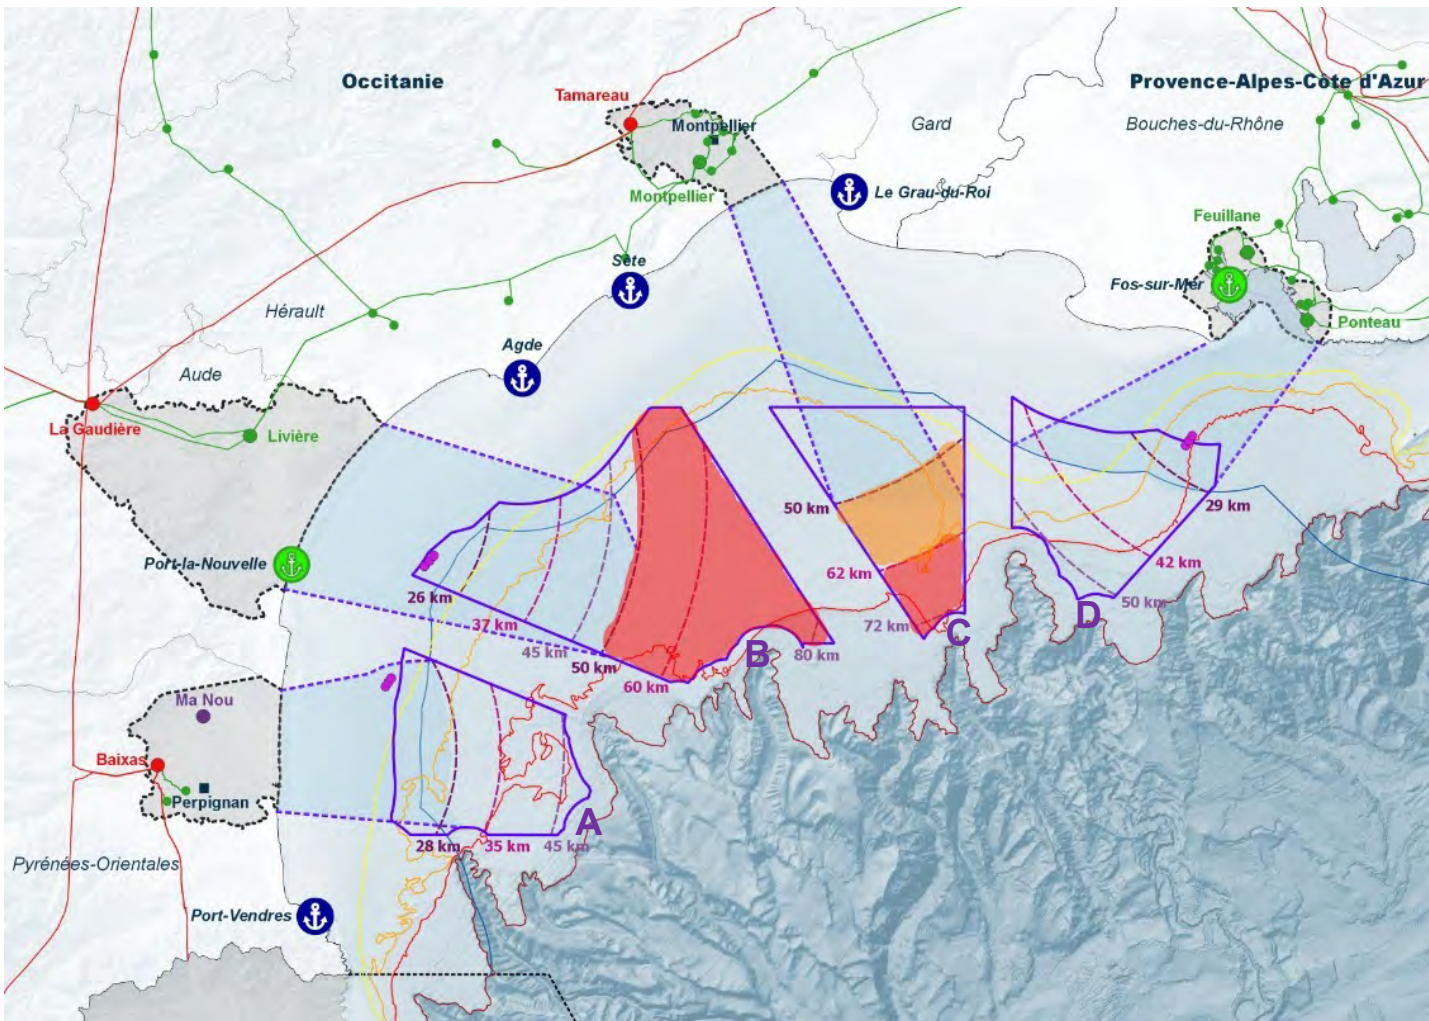 Occitanie
Provence-Alpes-Côte d'Azur
Tamareau
Montpellier
Gard
Bouches-du-Rhône
Montpellier
Le Grau-du-Roi
Feuillane
Sète
Fos-sur-Mer
Hérault
Ponteau
Agde
Aude
La Gaudière
Livière
50 km
29 km
Port-la-Nouvelle
42 km
62 km
26 km
50 km
37 km
72 km
C
D
45 km
B
80 km
50 km
60 km
Ma Nou
Baixas
Perpignan
A
28 km
35 km
45 km
Pyrénées-Orientales
Port-Vendres